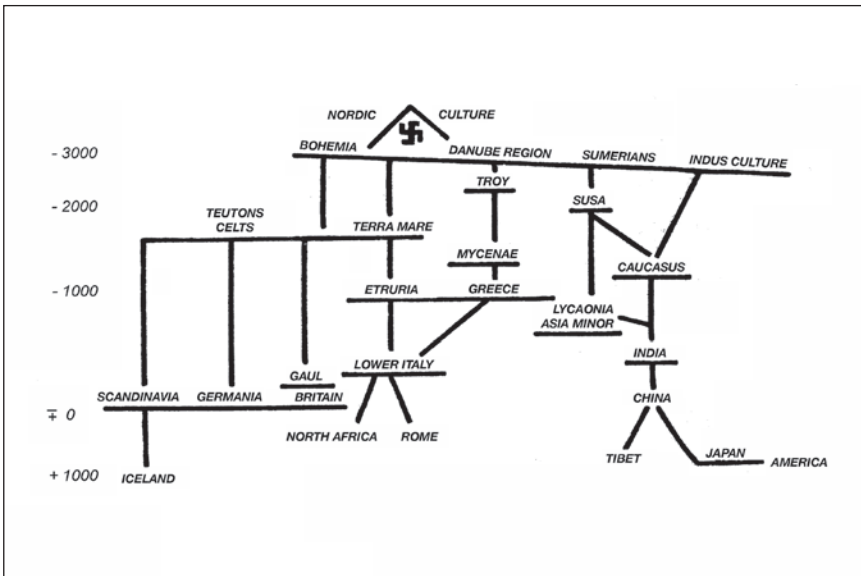 NORDIC CULTURE
BOHEMIA
DANUBE REGION
SUMERIANS
INDUS CULTURE
- 3000
TROY
- 2000
SUSA
TEUTONS
CELTS
TERRA MARE
MYCENAE
CAUCASUS
- 1000
ETRURIA
GREECE
LYCAONIA
ASIA MINOR
INDIA
LOWER ITALY
GAUL
SCANDINAVIA
GERMANIA
BRITAIN
CHINA
∓ 0
NORTH AFRICA
ROME
TIBET
JAPAN
AMERICA
+ 1000
ICELAND